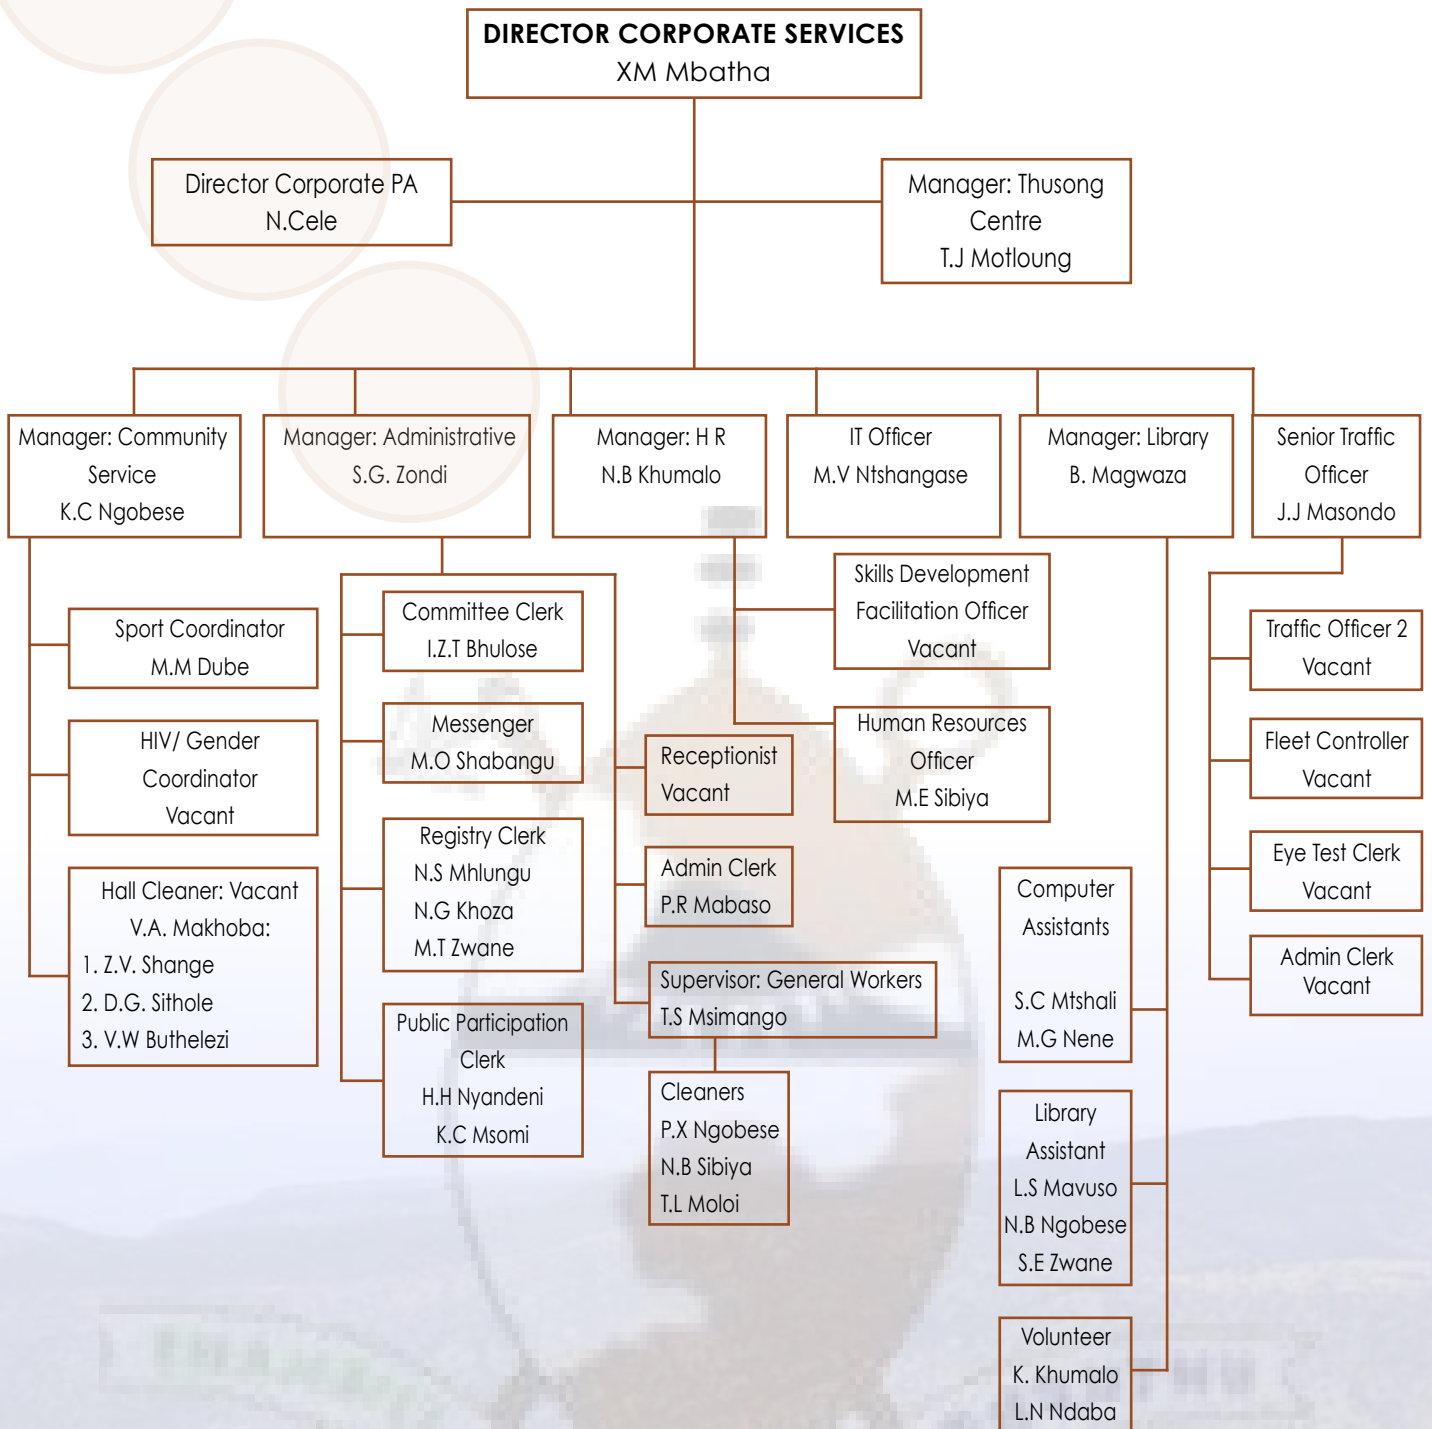 DIRECTOR CORPORATE SERVICES
XM Mbatha
Director Corporate PA
N.Cele
Manager: Thusong
Centre
T.J Motloung
Manager: Community
Service
K.C Ngobese
Manager: Administrative
S.G. Zondi
Manager: H R
N.B Khumalo
IT Officer
M.V Ntshangase
Manager: Library
B. Magwaza
Senior Traffic
Officer
J.J Masondo
Sport Coordinator
M.M Dube
HIV/ Gender
Coordinator
Vacant
Hall Cleaner: Vacant
V.A. Makhoba:
1. Z.V. Shange
2. D.G. Sithole
3. V.W Buthelezi
Committee Clerk
I.Z.T Bhulose
Messenger
M.O Shabangu
Registry Clerk
N.S Mhlungu
N.G Khoza
M.T Zwane
Public Participation
Clerk
H.H Nyandeni
K.C Msomi
Receptionist
Vacant
Admin Clerk
P.R Mabaso
Supervisor: General Workers
T.S Msimango
Cleaners
P.X Ngobese
N.B Sibiya
T.L Moloi
Skills Development
Facilitation Officer
Vacant
Human Resources
Officer
M.E Sibiya
Computer
Assistants
S.C Mtshali
M.G Nene
Library
Assistant
L.S Mavuso
N.B Ngobese
S.E Zwane
Volunteer
K. Khumalo
L.N Ndaba
Traffic Officer 2
Vacant
Fleet Controller
Vacant
Eye Test Clerk
Vacant
Admin Clerk
Vacant